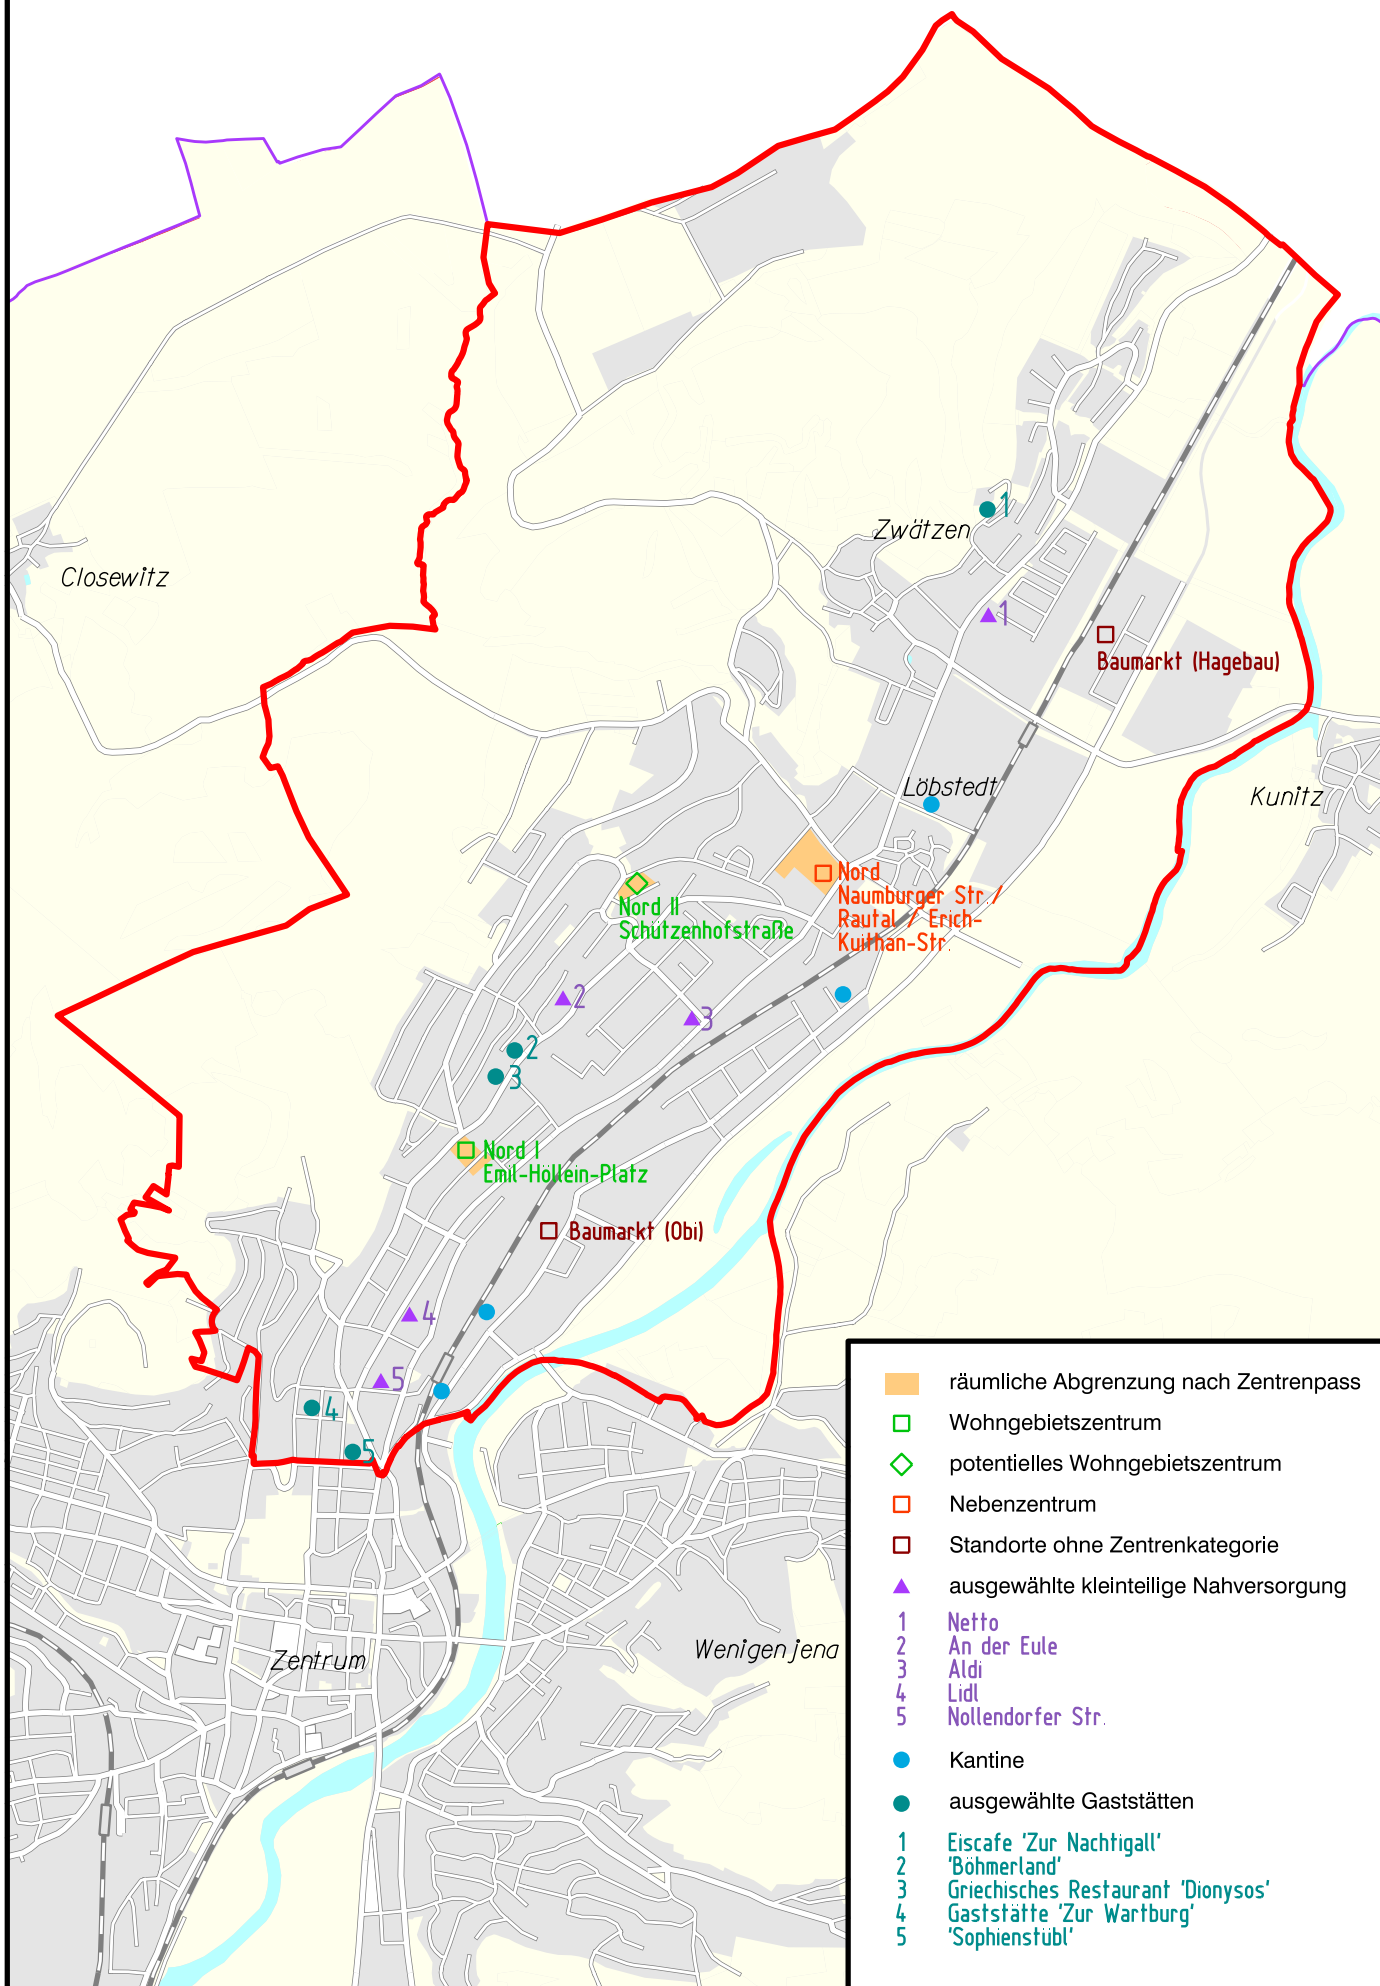 1
Zwätzen
Closewitz
1
Baumarkt (Hagebau)
Löbstedt
Kunitz
Nord
Naumburger Str./
Rautal / Erich-
Kuithan-Str.
Nord II
Schützenhofstraße
2
3
2
3
Nord I
Emil-Höllein-Platz
Baumarkt (Obi)
4
5
4
5
Zentrum
Wenigenjena
räumliche Abgrenzung nach Zentrenpass
Wohngebietszentrum
potentielles Wohngebietszentrum
Nebenzentrum
Standorte ohne Zentrenkategorie
ausgewählte kleinteilige Nahversorgung
1 Netto
2 An der Eule
3 Aldi
4 Lidl
5 Nollendorfer Str.
Kantine
ausgewählte Gaststätten
1 Eiscafe 'Zur Nachtigall'
2 'Böhmerland'
3 Griechisches Restaurant 'Dionysos'
4 Gaststätte 'Zur Wartburg'
5 'Sophienstübl'